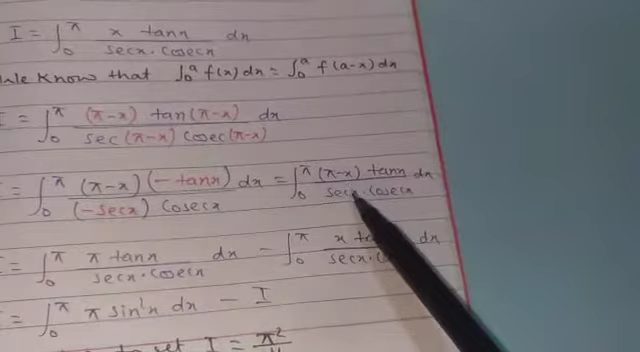 I = ∫₀^π x tanx / secx·cosecx dx
We know that ∫₀^a f(x) dx = ∫₀^a f(a-x) dx
I = ∫₀^π (π-x) tan(π-x) / sec(π-x) cosec(π-x) dx
= ∫₀^π (π-x)(-tanx) / (-secx) cosecx dx = ∫₀^π (π-x) tanx / secx·cosecx dx
= ∫₀^π π tanx / secx·cosecx dx - ∫₀^π x / secx· dx
= ∫₀^π π sin²x dx - I
I = π²